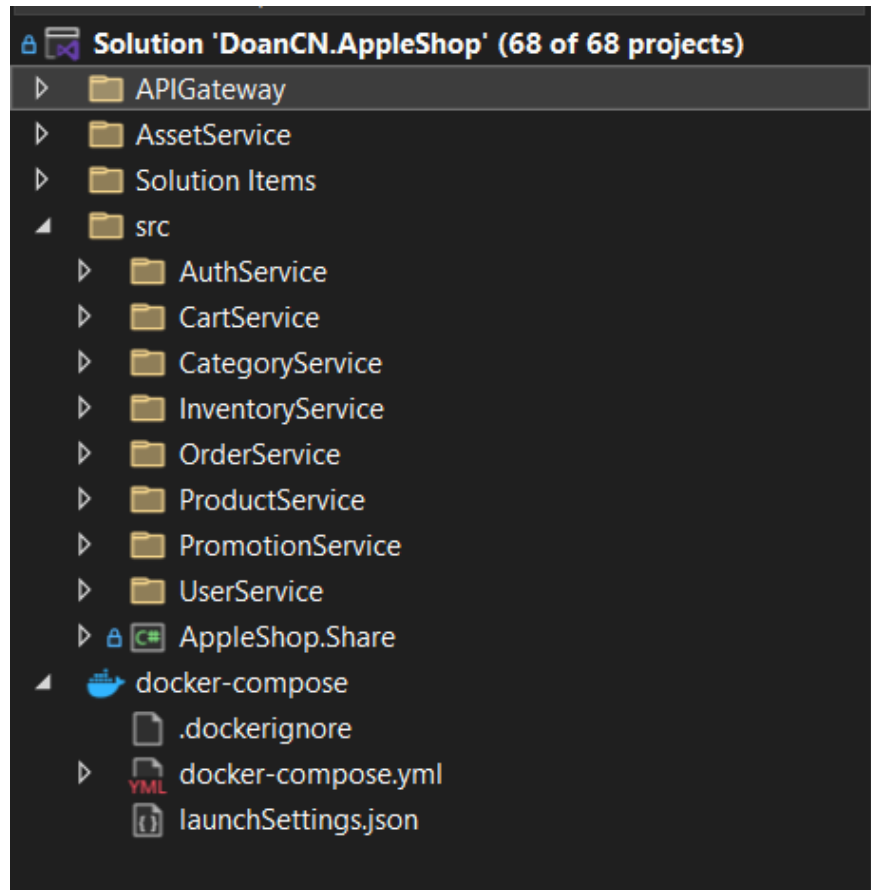 Solution 'DoanCN.AppleShop' (68 of 68 projects)
APIGateway
AssetService
Solution Items
src
AuthService
CartService
CategoryService
InventoryService
OrderService
ProductService
PromotionService
UserService
C# AppleShop.Share
docker-compose
.dockerignore
YML docker-compose.yml
launchSettings.json